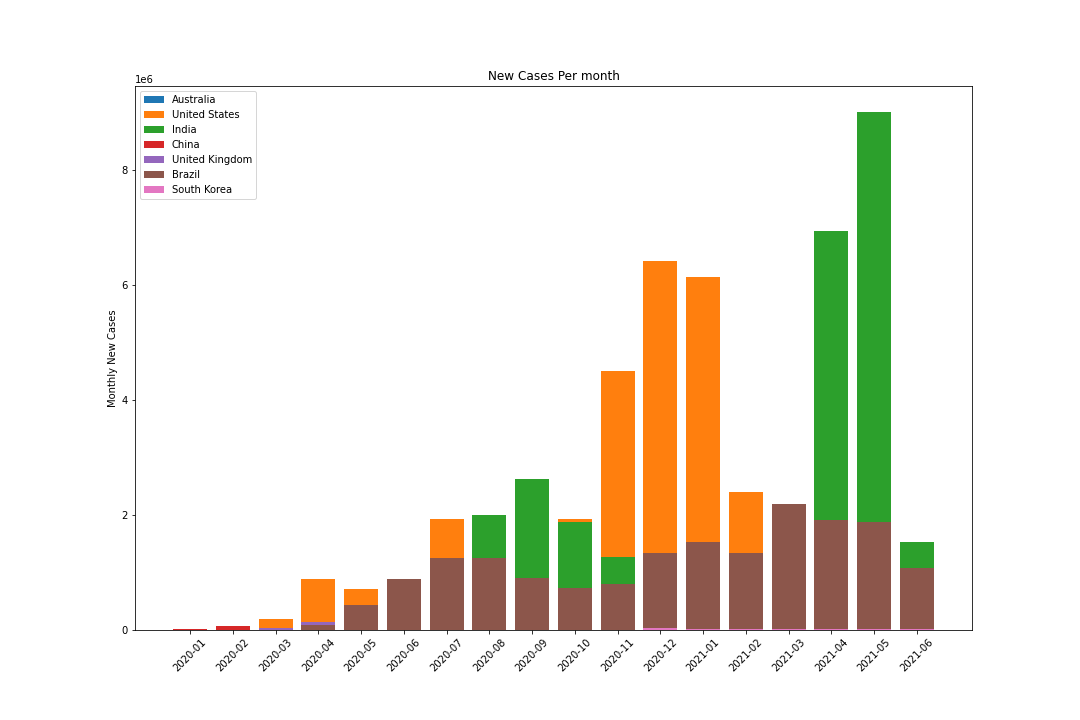 New Cases Per month
1e6
Australia
United States
India
China
United Kingdom
Brazil
South Korea
Monthly New Cases
8
6
4
2
0
2020-01
2020-02
2020-03
2020-04
2020-05
2020-06
2020-07
2020-08
2020-09
2020-10
2020-11
2020-12
2021-01
2021-02
2021-03
2021-04
2021-05
2021-06